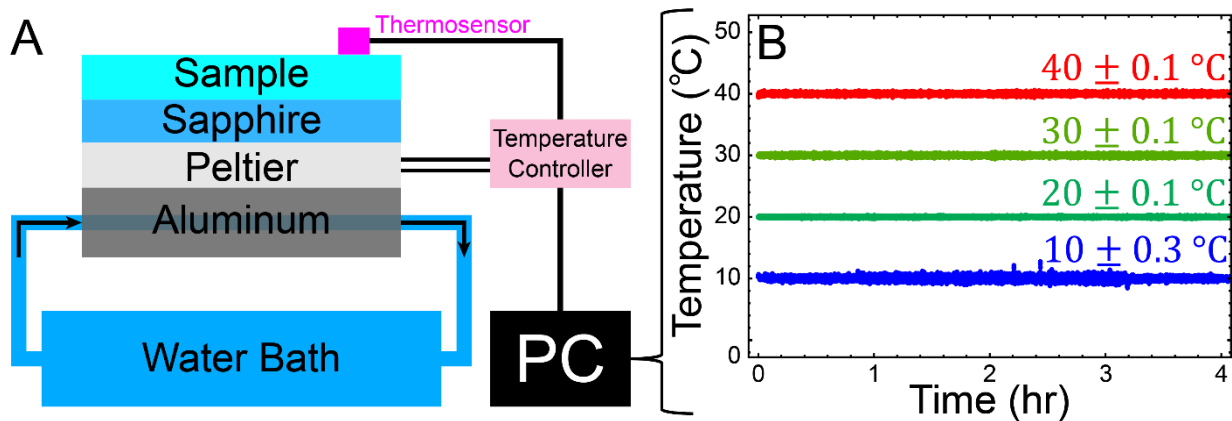 A
Thermosensor
Sample
Sapphire
Peltier
Aluminum
Temperature
Controller
Water Bath
PC
B
Temperature (°C)
50
40
30
20
10
0
40 ± 0.1 °C
30 ± 0.1 °C
20 ± 0.1 °C
10 ± 0.3 °C
0
1
2
3
4
Time (hr)